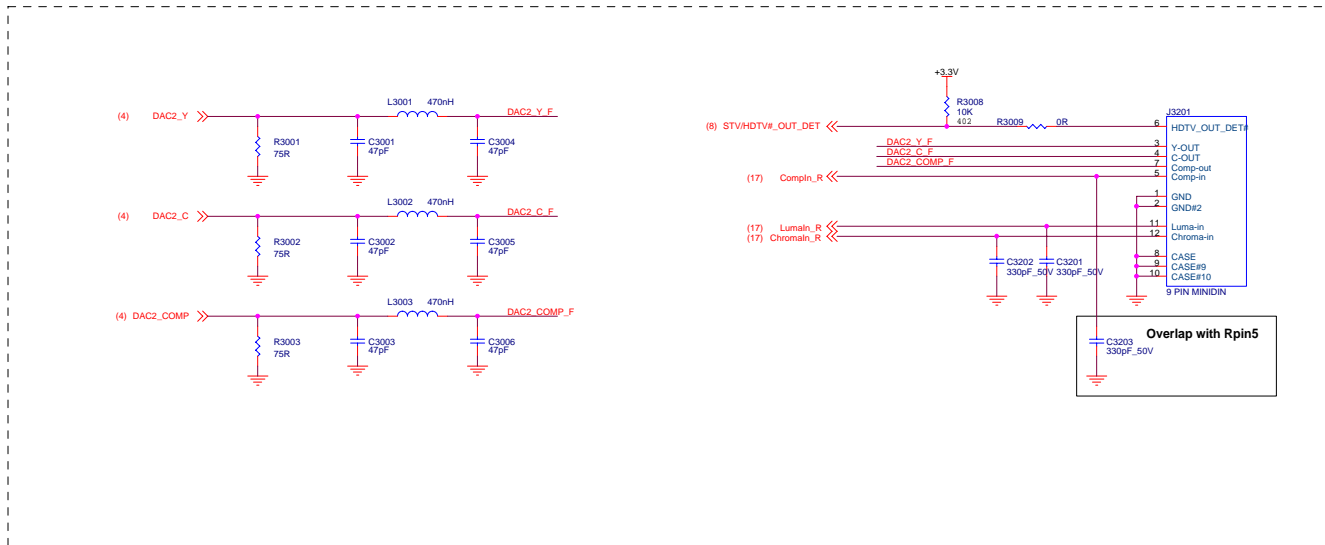 L3001 470nH
(4) DAC2_Y
DAC2_Y_F
R3001
75R
C3001
47pF
C3004
47pF
L3002 470nH
(4) DAC2_C
DAC2_C_F
R3002
75R
C3002
47pF
C3005
47pF
L3003 470nH
(4) DAC2_COMP
DAC2_COMP_F
R3003
75R
C3003
47pF
C3006
47pF
+3.3V
R3008
10K
402
(8) STV/HDTV#_OUT_DET
R3009 0R
DAC2_Y_F
DAC2_C_F
DAC2_COMP_F
(17) CompIn_R
(17) LumaIn_R
(17) ChromaIn_R
C3202
330pF_50V
C3201
330pF_50V
J3201
6 HDTV_OUT_DET#
3 Y-OUT
4 C-OUT
7 Comp-out
5 Comp-in
1 GND
2 GND#2
11 Luma-in
12 Chroma-in
8 CASE
9 CASE#9
10 CASE#10
9 PIN MINIDIN
Overlap with Rpin5
C3203
330pF_50V